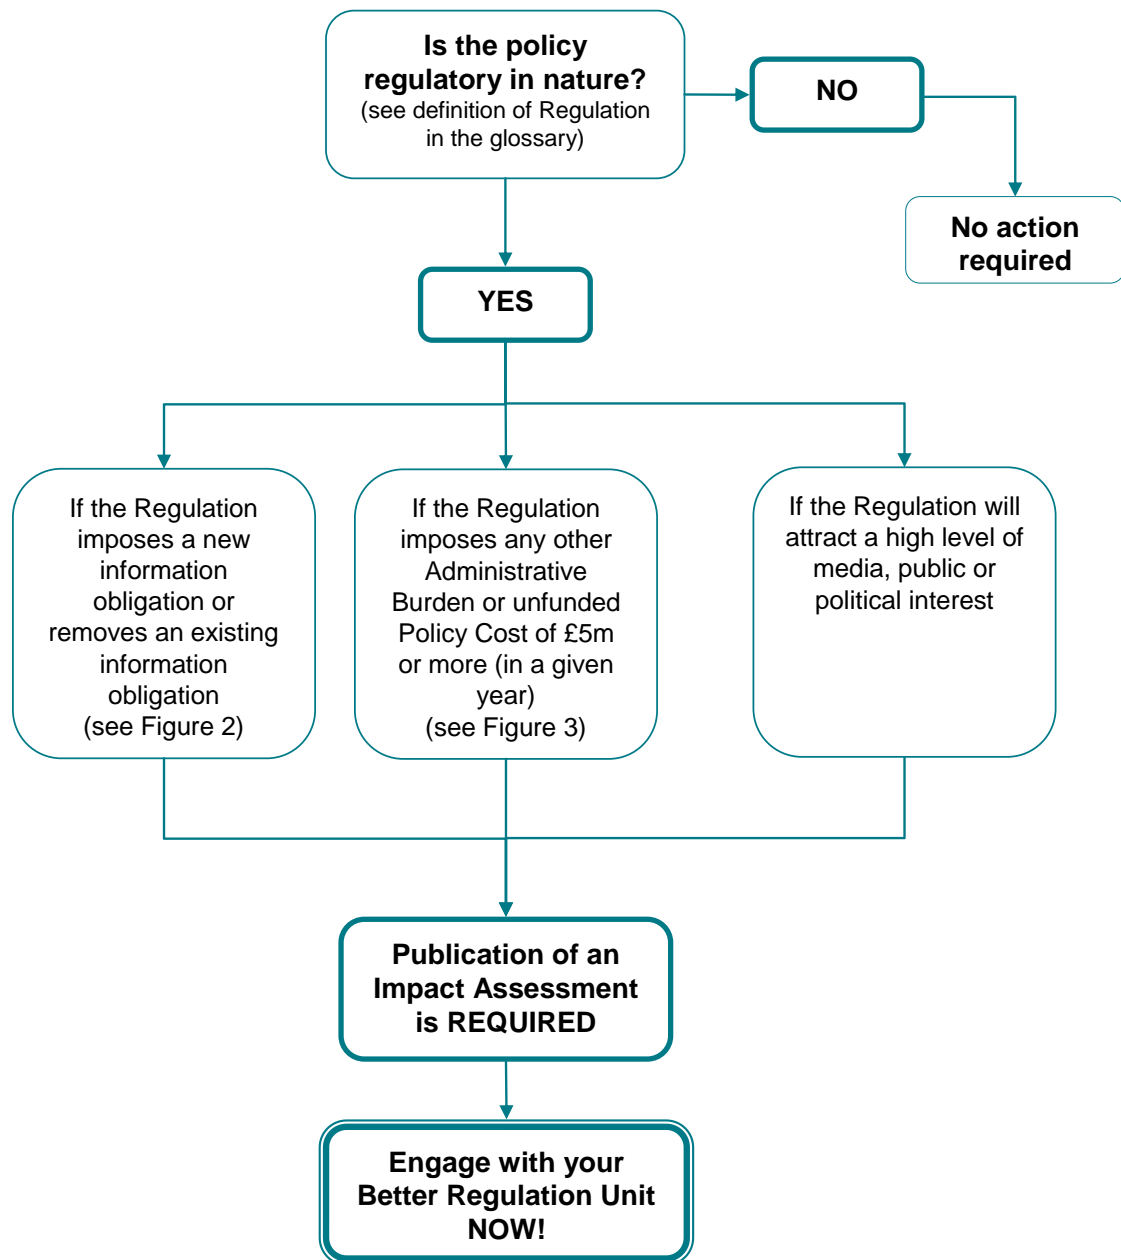 Is the policy
regulatory in nature?
(see definition of Regulation
in the glossary)
NO
No action
required
YES
If the Regulation
imposes a new
information
obligation or
removes an existing
information
obligation
(see Figure 2)
If the Regulation
imposes any other
Administrative
Burden or unfunded
Policy Cost of £5m
or more (in a given
year)
(see Figure 3)
If the Regulation will
attract a high level of
media, public or
political interest
Publication of an
Impact Assessment
is REQUIRED
Engage with your
Better Regulation Unit
NOW!